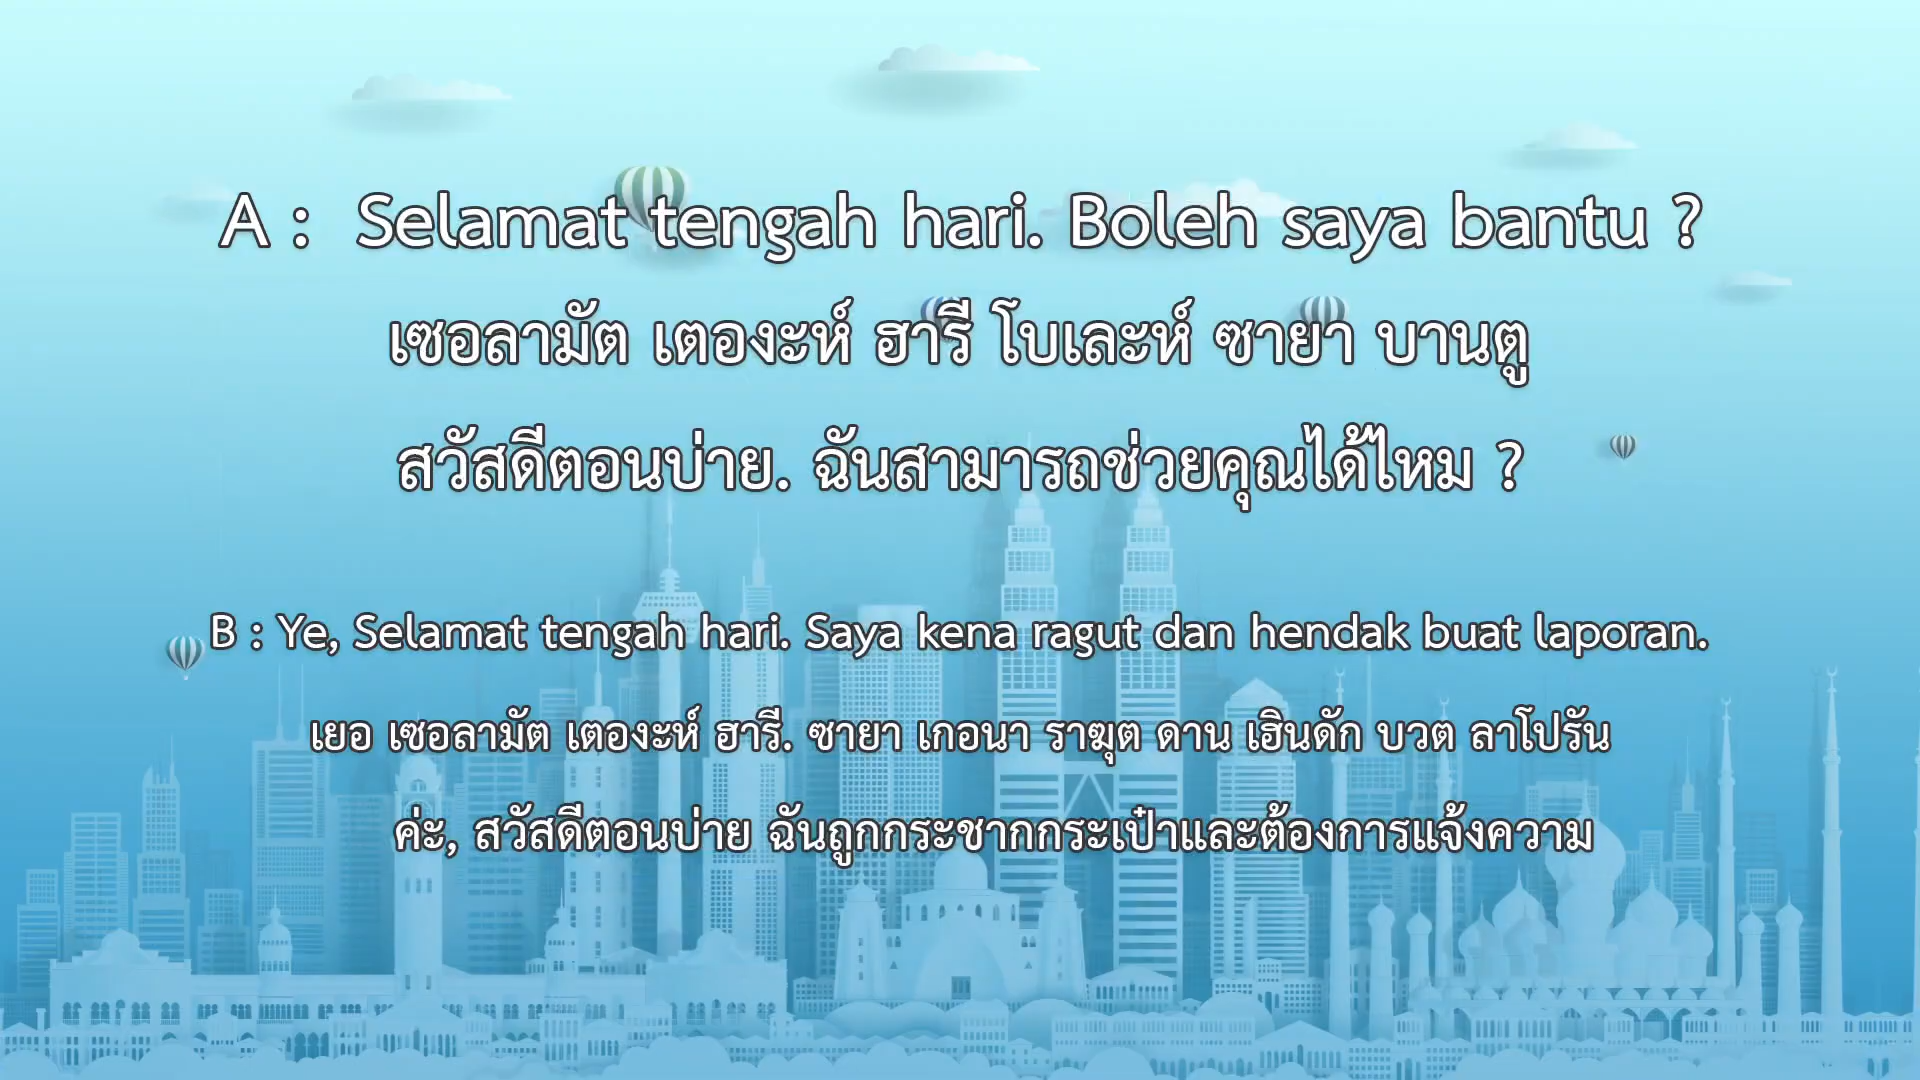 A :  Selamat tengah hari. Boleh saya bantu ?
เซอลามัต เตองะห์ ฮารี โบเละห์ ซายา บานตู
สวัสดีตอนบ่าย. ฉันสามารถช่วยคุณได้ไหม ?
B : Ye, Selamat tengah hari. Saya kena ragut dan hendak buat laporan.
เยอ เซอลามัต เตองะห์ ฮารี. ซายา เกอนา ราฆุต ดาน เฮินดัก บวต ลาโปรัน
ค่ะ, สวัสดีตอนบ่าย ฉันถูกกระชากกระเป๋าและต้องการแจ้งความ